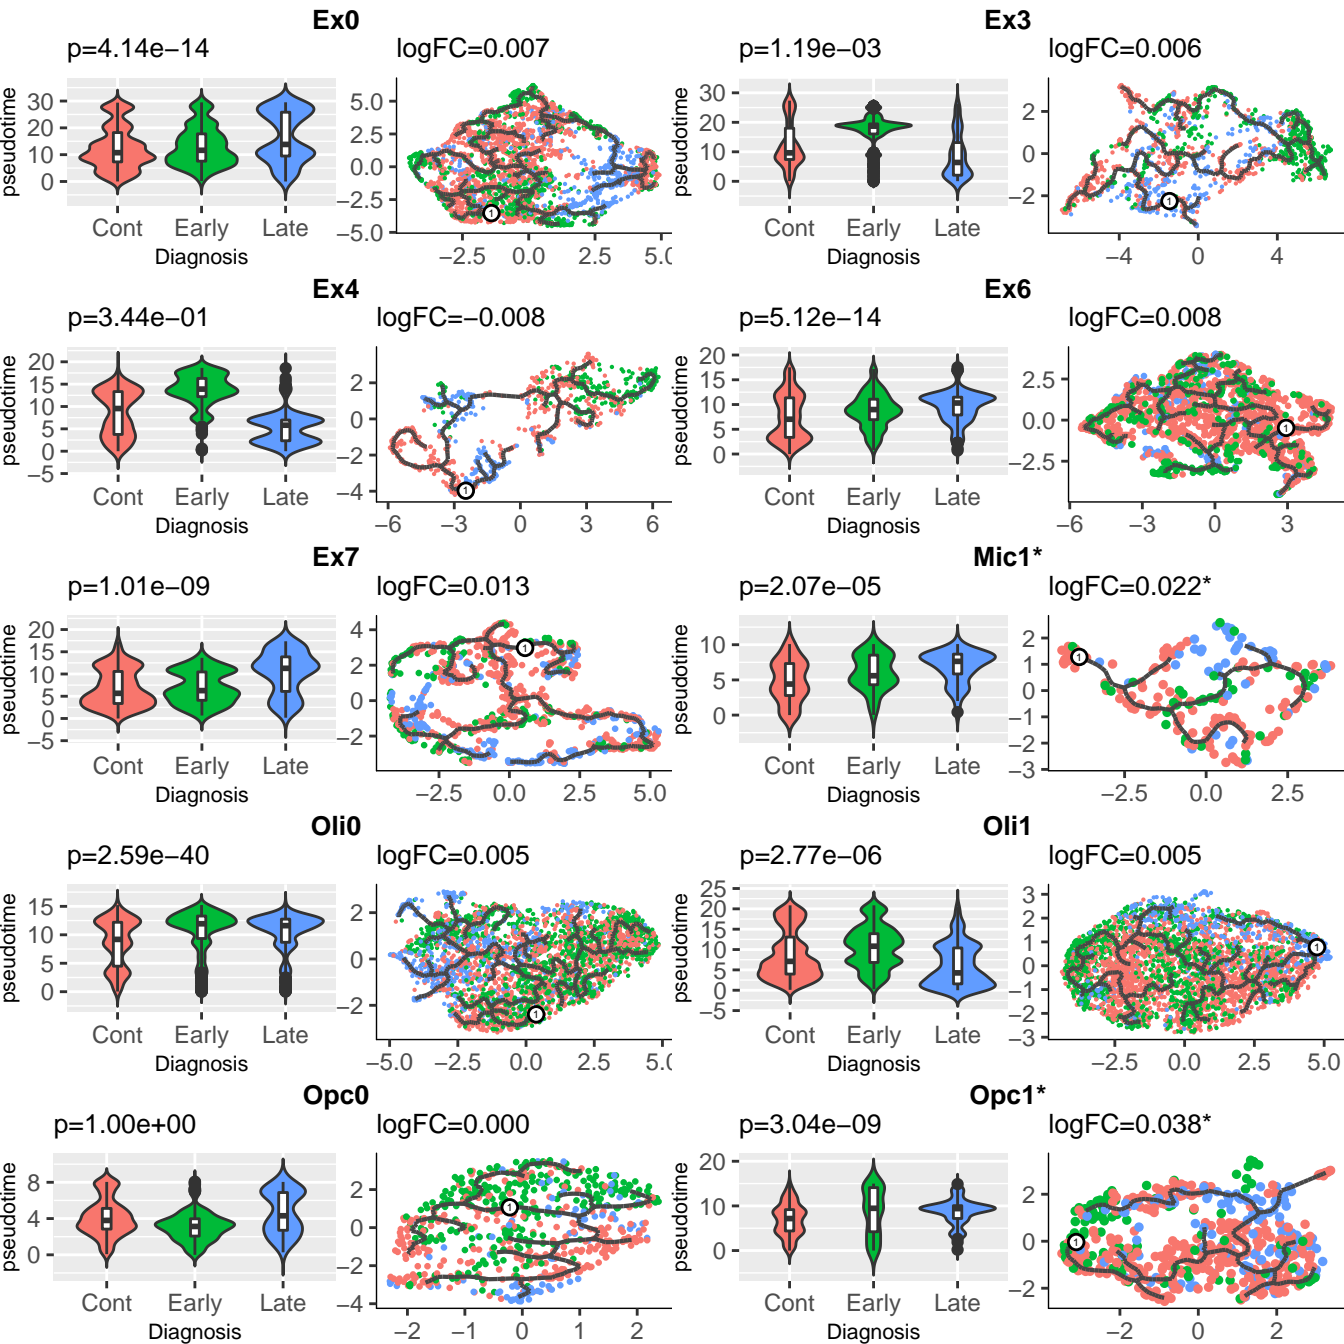 Ex0
p=4.14e−14
logFC=0.007
pseudotime
30
20
10
0
Cont Early Late
Diagnosis
5.0
2.5
0.0
−2.5
−5.0
−2.5 0.0 2.5 5.0
1
Ex3
p=1.19e−03
logFC=0.006
pseudotime
30
20
10
0
Cont Early Late
Diagnosis
2
0
−2
−4 0 4
1
Ex4
p=3.44e−01
logFC=−0.008
pseudotime
20
15
10
5
0
−5
Cont Early Late
Diagnosis
2
0
−2
−4
−6 −3 0 3 6
1
Ex6
p=5.12e−14
logFC=0.008
pseudotime
20
15
10
5
0
Cont Early Late
Diagnosis
2.5
0.0
−2.5
−6 −3 0 3
1
Ex7
p=1.01e−09
logFC=0.013
pseudotime
20
15
10
5
0
−5
Cont Early Late
Diagnosis
4
2
0
−2
−2.5 0.0 2.5 5.0
1
Mic1*
p=2.07e−05
logFC=0.022*
pseudotime
10
5
0
Cont Early Late
Diagnosis
2
1
0
−1
−2
−3
−2.5 0.0 2.5
1
Oli0
p=2.59e−40
logFC=0.005
pseudotime
15
10
5
0
Cont Early Late
Diagnosis
2
0
−2
−5.0 −2.5 0.0 2.5 5.0
1
Oli1
p=2.77e−06
logFC=0.005
pseudotime
25
20
15
10
5
0
−5
Cont Early Late
Diagnosis
3
2
1
0
−1
−2
−3
−2.5 0.0 2.5 5.0
1
Opc0
p=1.00e+00
logFC=0.000
pseudotime
8
4
0
Cont Early Late
Diagnosis
2
0
−2
−4
−2 −1 0 1 2
1
Opc1*
p=3.04e−09
logFC=0.038*
pseudotime
20
10
0
Cont Early Late
Diagnosis
2
0
−2
−2 0 2
1